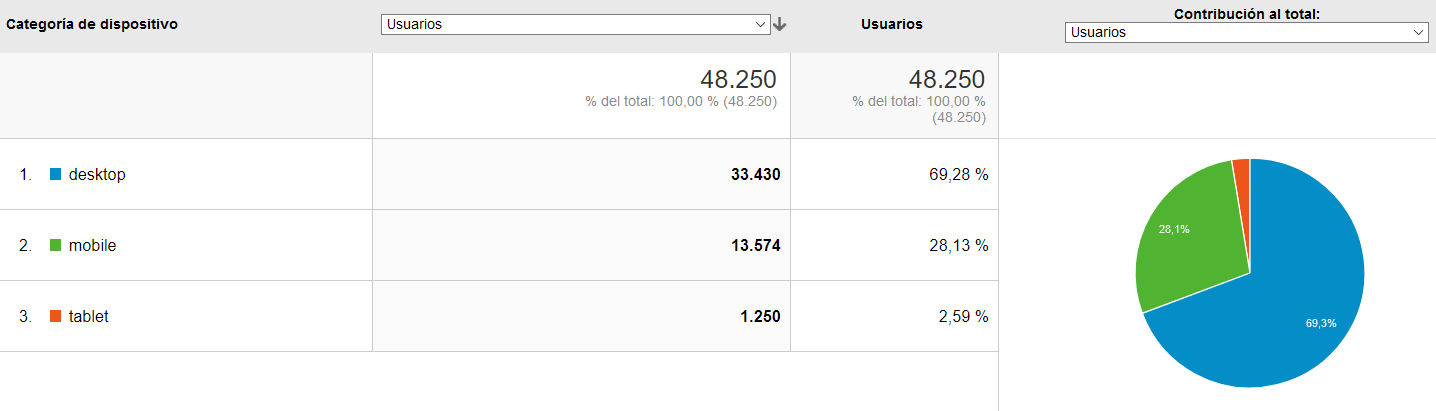 Categoría de dispositivo
Usuarios
Usuarios
Contribución al total:
Usuarios
48.250
% del total: 100,00 % (48.250)
48.250
% del total: 100,00 %
(48.250)
1. desktop 33.430 69,28 %
2. mobile 13.574 28,13 %
3. tablet 1.250 2,59 %
28,1%
69,3%